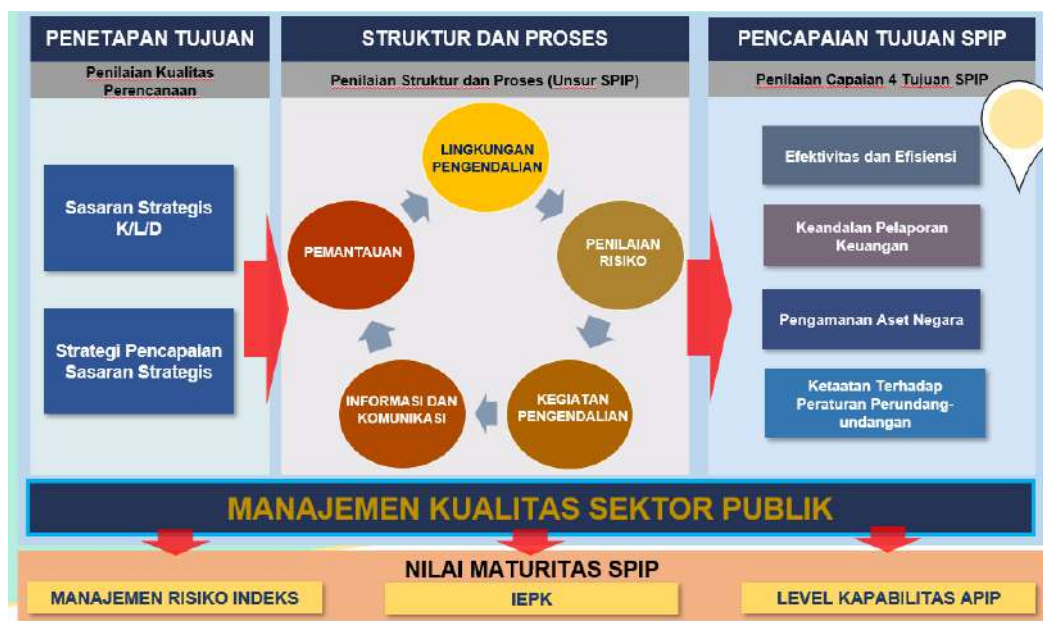 PENETAPAN TUJUAN
Penilaian Kualitas
Perencanaan
Sasaran Strategis
K/L/D
Strategi Pencapaian
Sasaran Strategis
STRUKTUR DAN PROSES
Penilaian Struktur dan Proses (Unsur SPIP)
LINGKUNGAN
PENGENDALIAN
PENILAIAN
RISIKO
KEGIATAN
PENGENDALIAN
INFORMASI DAN
KOMUNIKASI
PEMANTAUAN
PENCAPAIAN TUJUAN SPIP
Penilaian Capaian 4 Tujuan SPIP
Efektivitas dan Efisiensi
Keandalan Pelaporan
Keuangan
Pengamanan Aset Negara
Ketaatan Terhadap
Peraturan Perundang-
undangan
MANAJEMEN KUALITAS SEKTOR PUBLIK
NILAI MATURITAS SPIP
MANAJEMEN RISIKO INDEKS
IEPK
LEVEL KAPABILITAS APIP